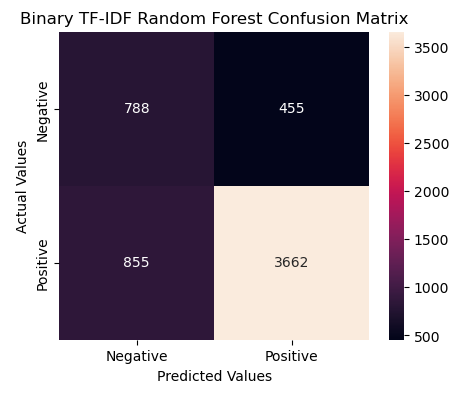 Binary TF-IDF Random Forest Confusion Matrix
Actual Values
Negative
788
455
Positive
855
3662
Negative
Positive
Predicted Values
3500
3000
2500
2000
1500
1000
500